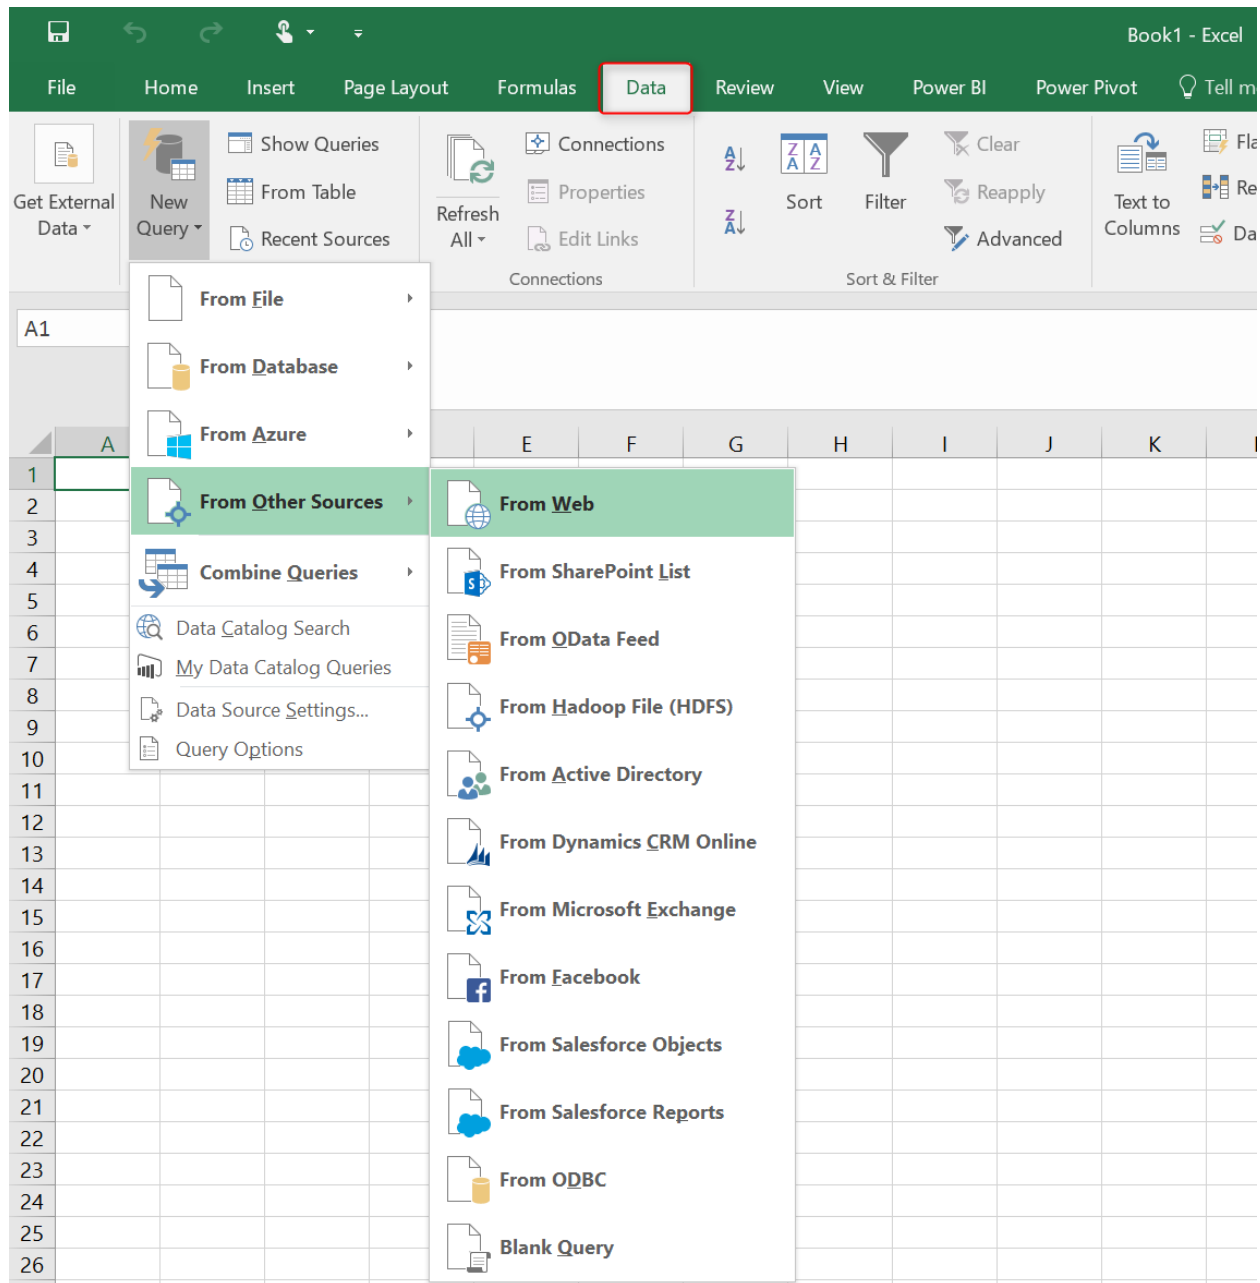 Book1 - Excel
File Home Insert Page Layout Formulas Data Review View Power BI Power Pivot Tell m
Show Queries
From Table
Recent Sources
Get External
Data
New
Query
Refresh
All
Connections
Properties
Edit Links
Connections
A
Z
Z
A
Z A
A Z
Sort
Filter
Clear
Reapply
Advanced
Sort & Filter
Text to
Columns
Fla
Re
Da
A1
From File
From Database
From Azure
From Other Sources
Combine Queries
Data Catalog Search
My Data Catalog Queries
Data Source Settings...
Query Options
From Web
From SharePoint List
From OData Feed
From Hadoop File (HDFS)
From Active Directory
From Dynamics CRM Online
From Microsoft Exchange
From Facebook
From Salesforce Objects
From Salesforce Reports
From ODBC
Blank Query
A E F G H I J K
1
2
3
4
5
6
7
8
9
10
11
12
13
14
15
16
17
18
19
20
21
22
23
24
25
26